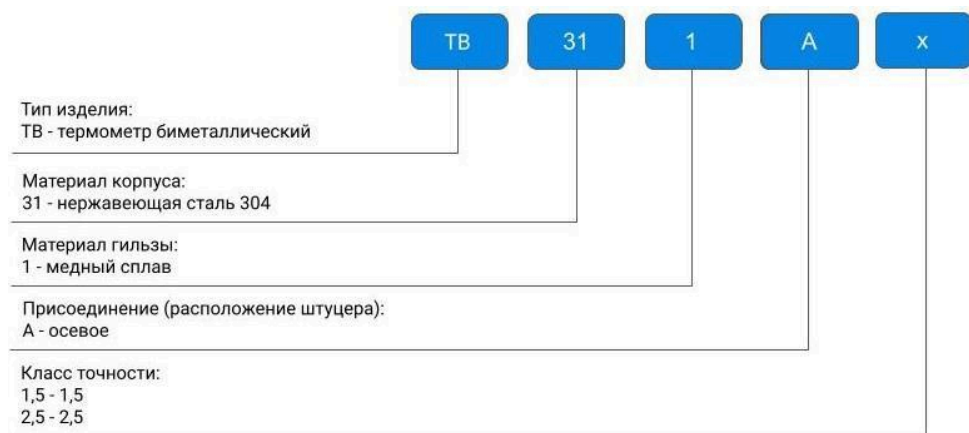 ТВ 31 1 А х
Тип изделия:
ТВ - термометр биметаллический
Материал корпуса:
31 - нержавеющая сталь 304
Материал гильзы:
1 - медный сплав
Присоединение (расположение штуцера):
А - осевое
Класс точности:
1,5 - 1,5
2,5 - 2,5